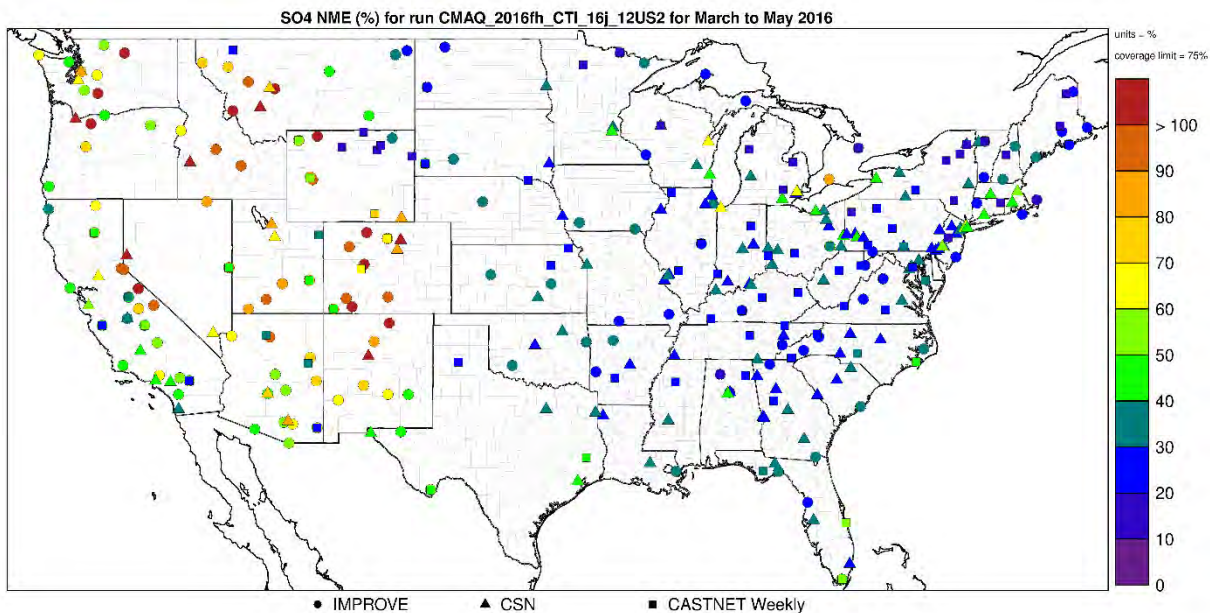 SO4 NME (%) for run CMAQ_2016fh_CTI_16j_12US2 for March to May 2016
units = %
coverage limit = 75%
> 100
90
80
70
60
50
40
30
20
10
0
IMPROVE
CSN
CASTNET Weekly